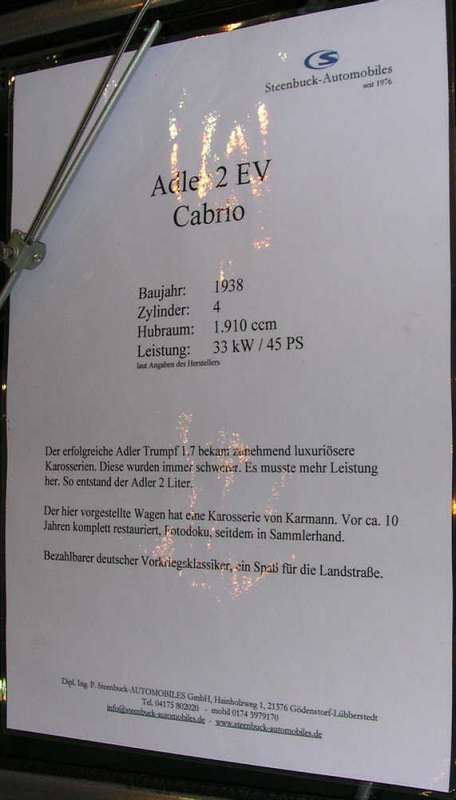 Steenbuck-Automobiles
seit 1976
Adler 2 EV
Cabrio
Baujahr: 1938
Zylinder: 4
Hubraum: 1.910 ccm
Leistung: 33 kW / 45 PS
laut Angaben des Herstellers
Der erfolgreiche Adler Trumpf 1.7 bekam zunehmend luxuriösere
Karosserien. Diese wurden immer schwerer. Es musste mehr Leistung
her. So entstand der Adler 2 Liter.
Der hier vorgestellte Wagen hat eine Karosserie von Karmann. Vor ca. 10
Jahren komplett restauriert, Fotodoku, seitdem in Sammlerhand.
Bezahlbarer deutscher Vorkriegsklassiker, ein Spaß für die Landstraße.
Dipl. Ing. P. Steenbuck-AUTOMOBILES GmbH, Hainholzweg 1, 21376 Gödenstorf-Lübberstedt
Tel. 04175 802020 - mobil 0174 3979170
info@steenbuck-automobiles.de - www.steenbuck-automobiles.de